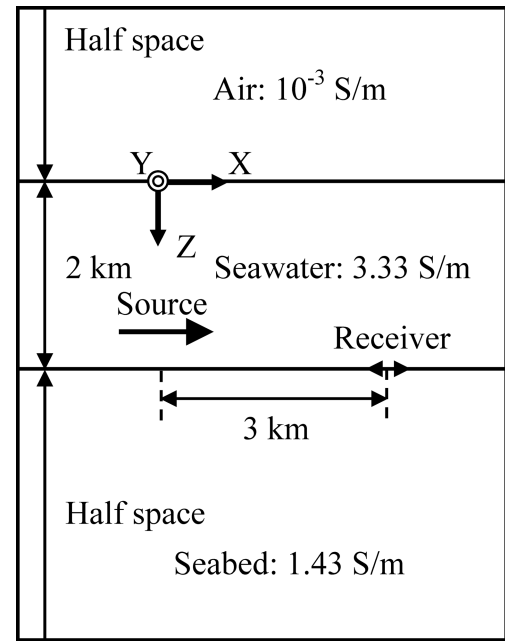 Half space
Air: 10⁻³ S/m
Y
X
Z
2 km
Seawater: 3.33 S/m
Source
Receiver
3 km
Half space
Seabed: 1.43 S/m